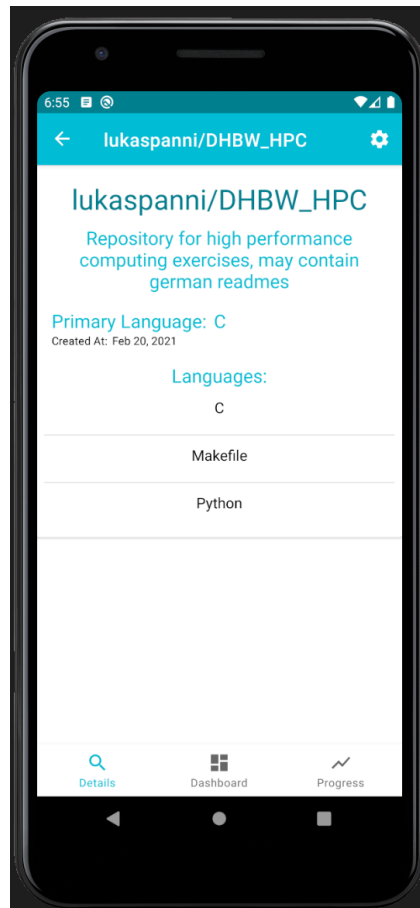 6:55
lukaspanni/DHBW_HPC
lukaspanni/DHBW_HPC
Repository for high performance
computing exercises, may contain
german readmes
Primary Language: C
Created At: Feb 20, 2021
Languages:
C
Makefile
Python
Details Dashboard Progress